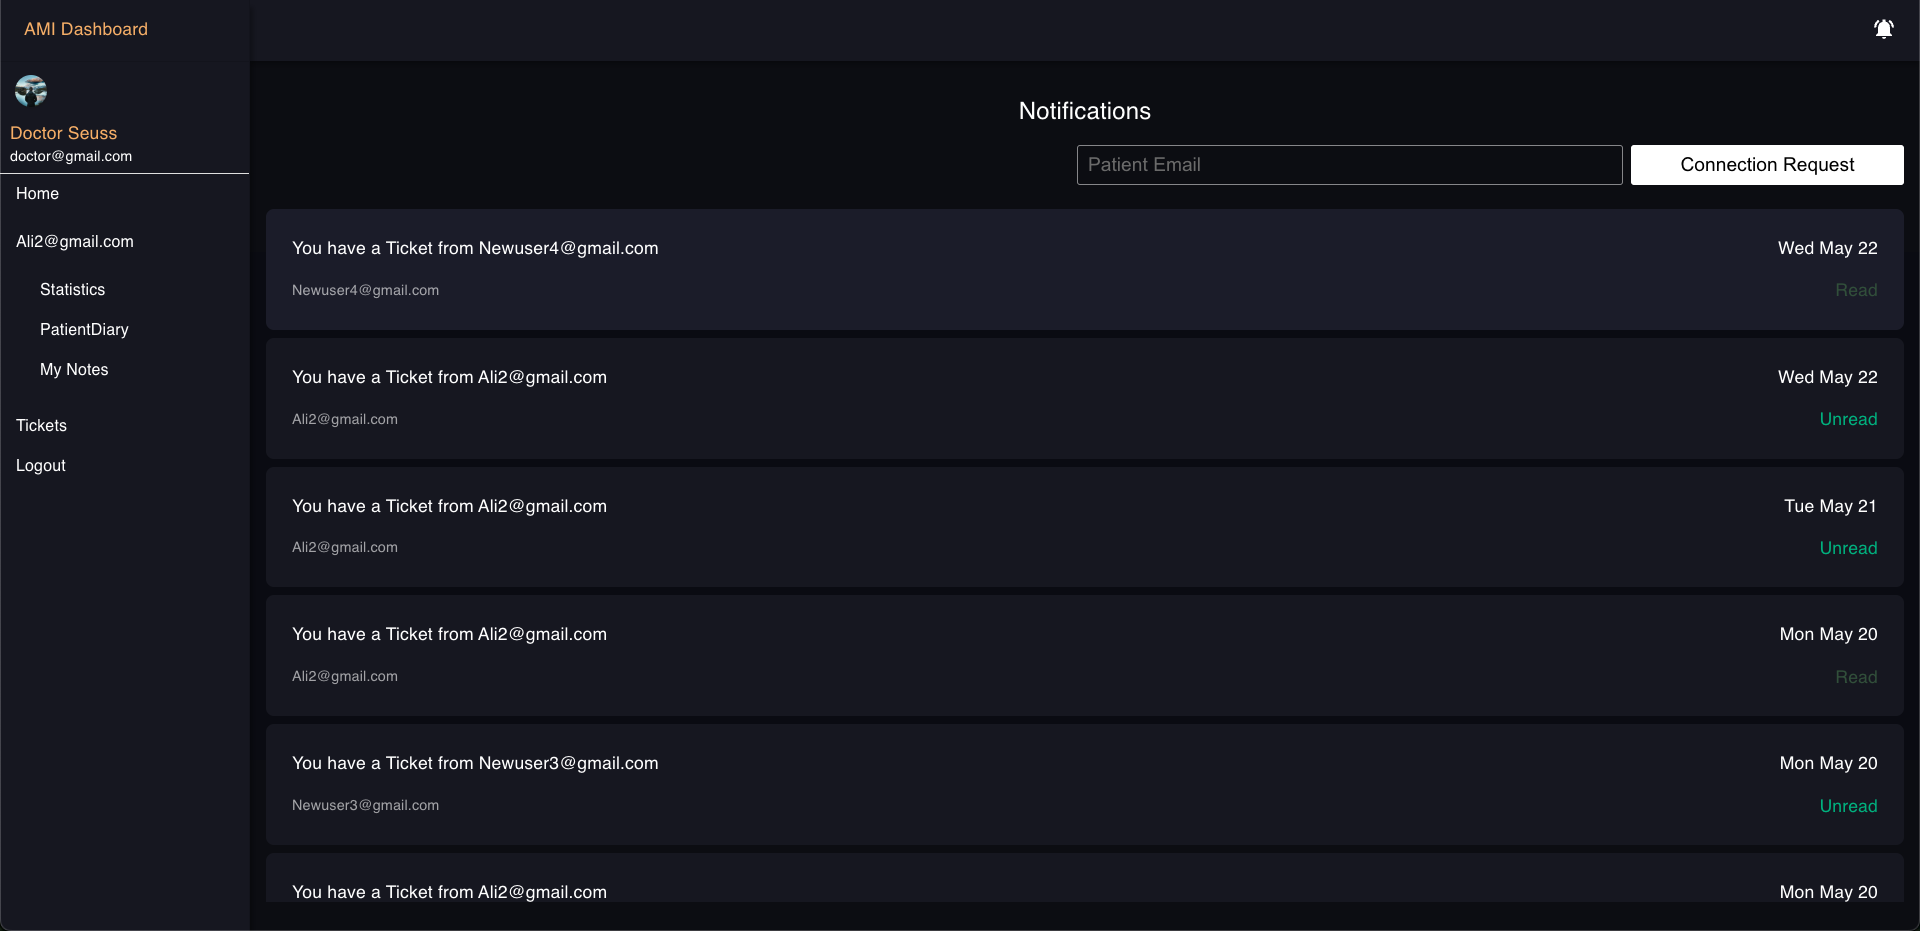 AMI Dashboard
Doctor Seuss
doctor@gmail.com
Home
Ali2@gmail.com
Statistics
PatientDiary
My Notes
Tickets
Logout
Notifications
Patient Email
Connection Request
You have a Ticket from Newuser4@gmail.com
Wed May 22
Newuser4@gmail.com
Read
You have a Ticket from Ali2@gmail.com
Wed May 22
Ali2@gmail.com
Unread
You have a Ticket from Ali2@gmail.com
Tue May 21
Ali2@gmail.com
Unread
You have a Ticket from Ali2@gmail.com
Mon May 20
Ali2@gmail.com
Read
You have a Ticket from Newuser3@gmail.com
Mon May 20
Newuser3@gmail.com
Unread
You have a Ticket from Ali2@gmail.com
Mon May 20